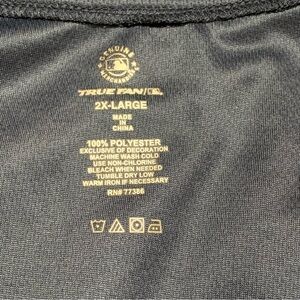 GENUINE
MERCHANDISE
TRUE FAN
2X-LARGE
MADE
IN
CHINA
100% POLYESTER
EXCLUSIVE OF DECORATION
MACHINE WASH COLD
USE NON-CHLORINE
BLEACH WHEN NEEDED
TUMBLE DRY LOW
WARM IRON IF NECESSARY
RN# 77386